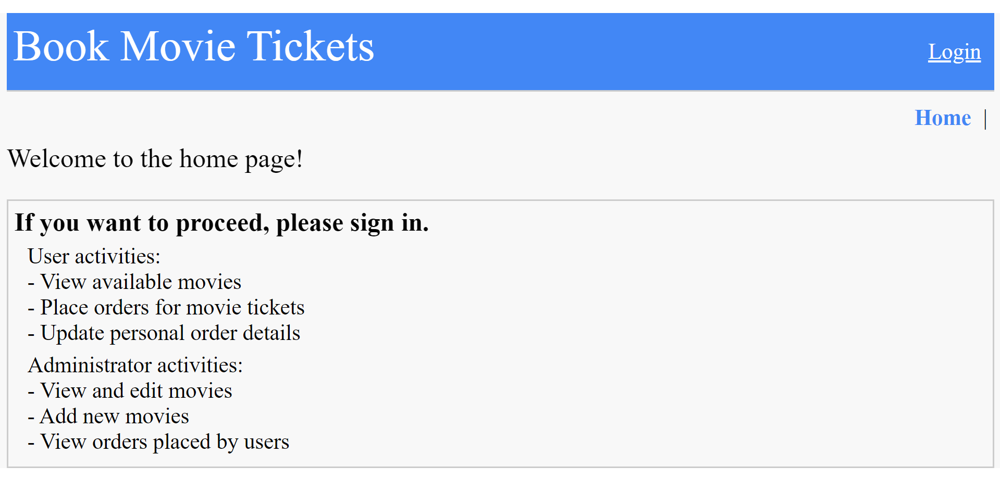 Book Movie Tickets
Login
Home |
Welcome to the home page!
If you want to proceed, please sign in.
User activities:
- View available movies
- Place orders for movie tickets
- Update personal order details
Administrator activities:
- View and edit movies
- Add new movies
- View orders placed by users